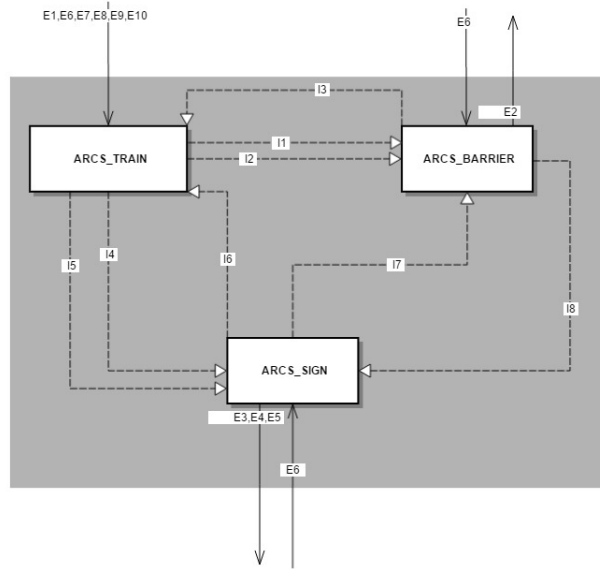 E1,E6,E7,E8,E9,E10
E6
E2
I3
ARCS_TRAIN
I1
I2
ARCS_BARRIER
I5
I4
I6
I7
I8
ARCS_SIGN
E3,E4,E5
E6